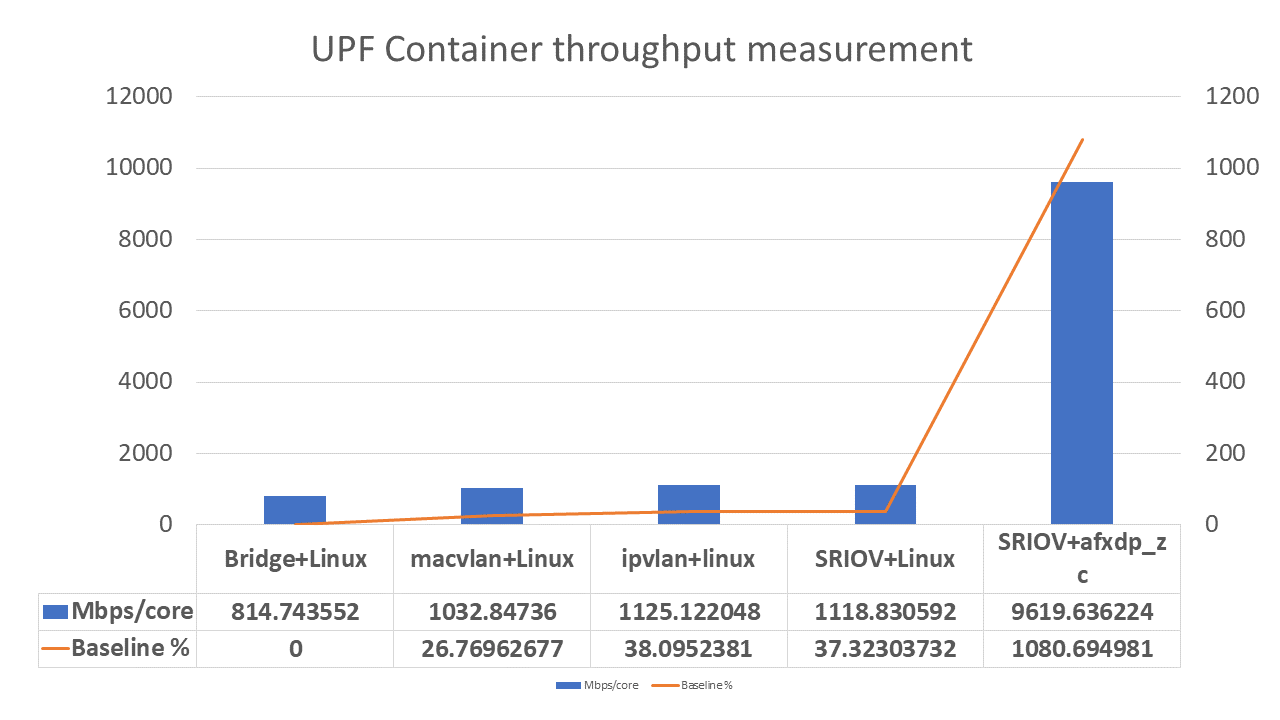 UPF Container throughput measurement
12000 1200
10000 1000
8000 800
6000 600
4000 400
2000 200
0 0
Bridge+Linux macvlan+Linux ipvlan+linux SRIOV+Linux SRIOV+afxdp_z
c
Mbps/core 814.743552 1032.84736 1125.122048 1118.830592 9619.636224
Baseline % 0 26.76962677 38.0952381 37.32303732 1080.694981
Mbps/core Baseline %